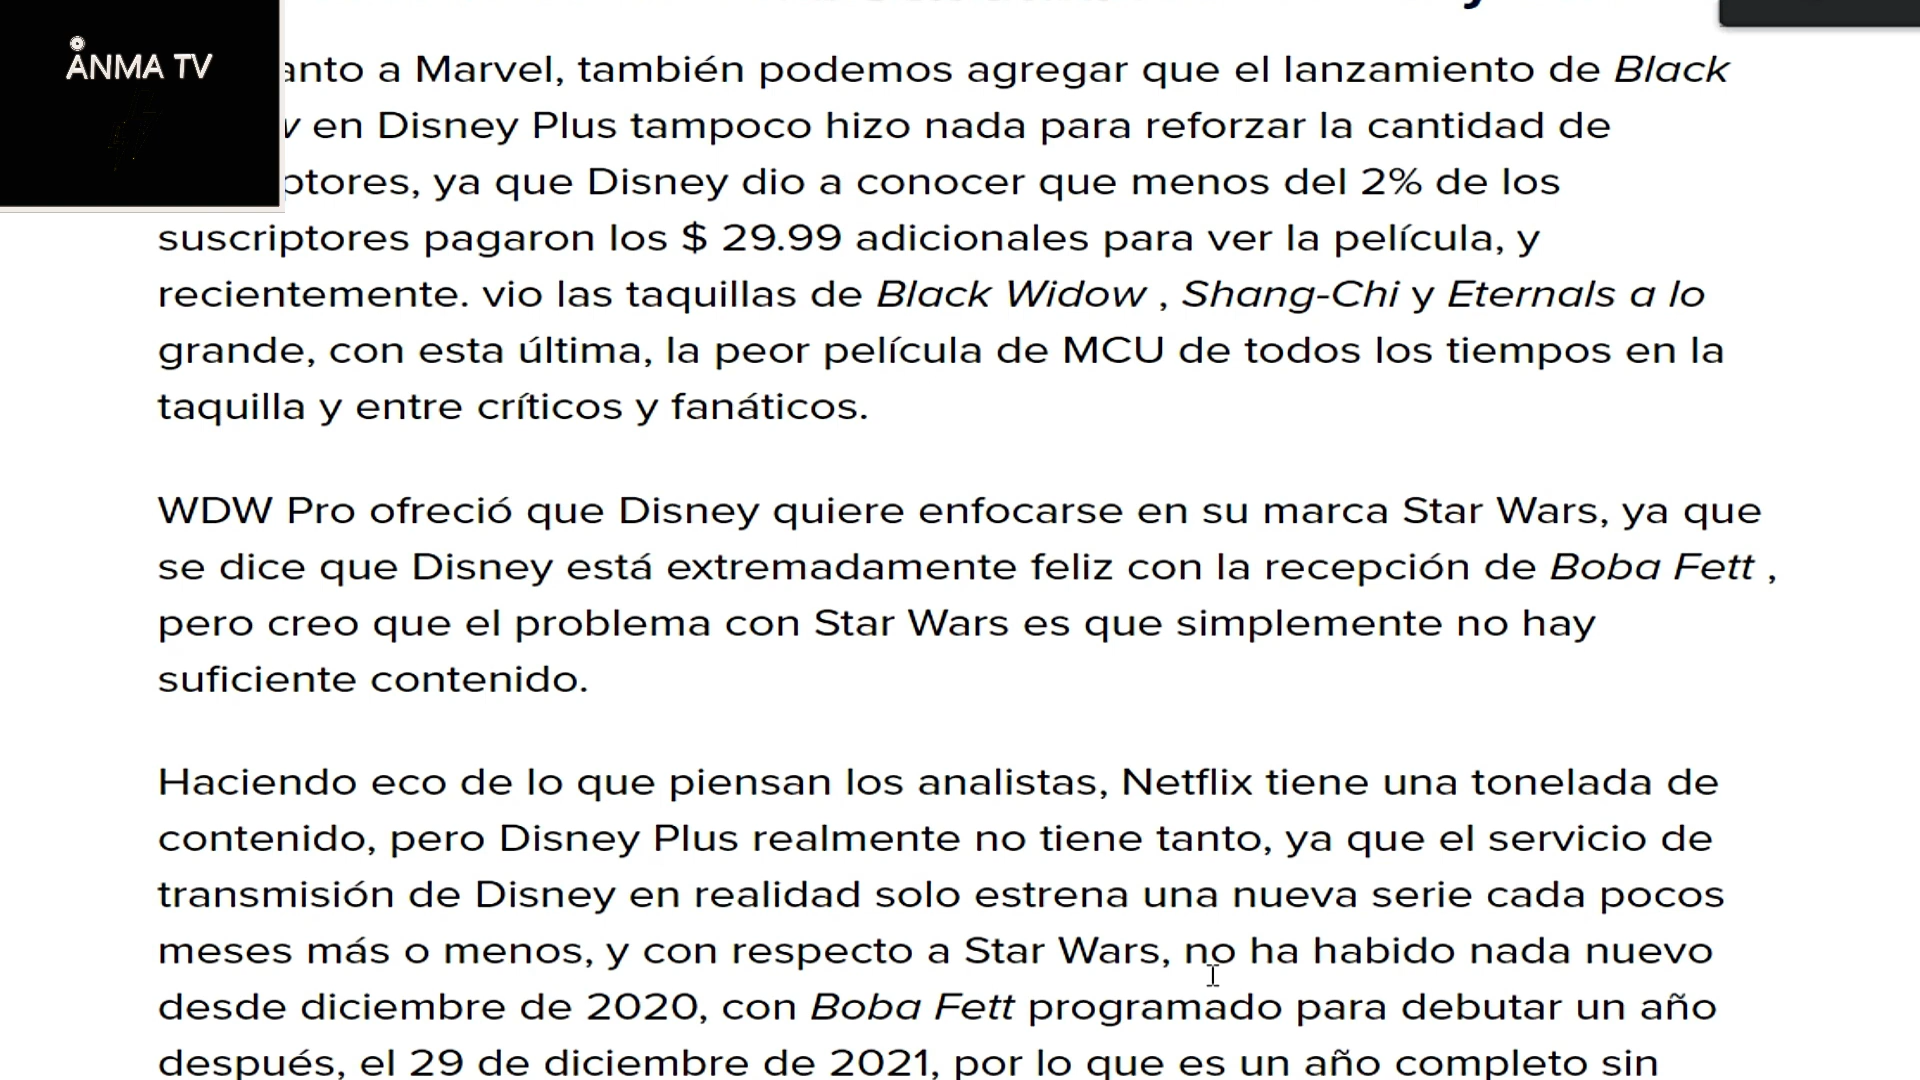 ANMA TV
anto a Marvel, también podemos agregar que el lanzamiento de Black
en Disney Plus tampoco hizo nada para reforzar la cantidad de
ptores, ya que Disney dio a conocer que menos del 2% de los
suscriptores pagaron los $ 29.99 adicionales para ver la película, y
recientemente. vio las taquillas de Black Widow , Shang-Chi y Eternals a lo
grande, con esta última, la peor película de MCU de todos los tiempos en la
taquilla y entre críticos y fanáticos.
WDW Pro ofreció que Disney quiere enfocarse en su marca Star Wars, ya que
se dice que Disney está extremadamente feliz con la recepción de Boba Fett ,
pero creo que el problema con Star Wars es que simplemente no hay
suficiente contenido.
Haciendo eco de lo que piensan los analistas, Netflix tiene una tonelada de
contenido, pero Disney Plus realmente no tiene tanto, ya que el servicio de
transmisión de Disney en realidad solo estrena una nueva serie cada pocos
meses más o menos, y con respecto a Star Wars, no ha habido nada nuevo
desde diciembre de 2020, con Boba Fett programado para debutar un año
después, el 29 de diciembre de 2021, por lo que es un año completo sin